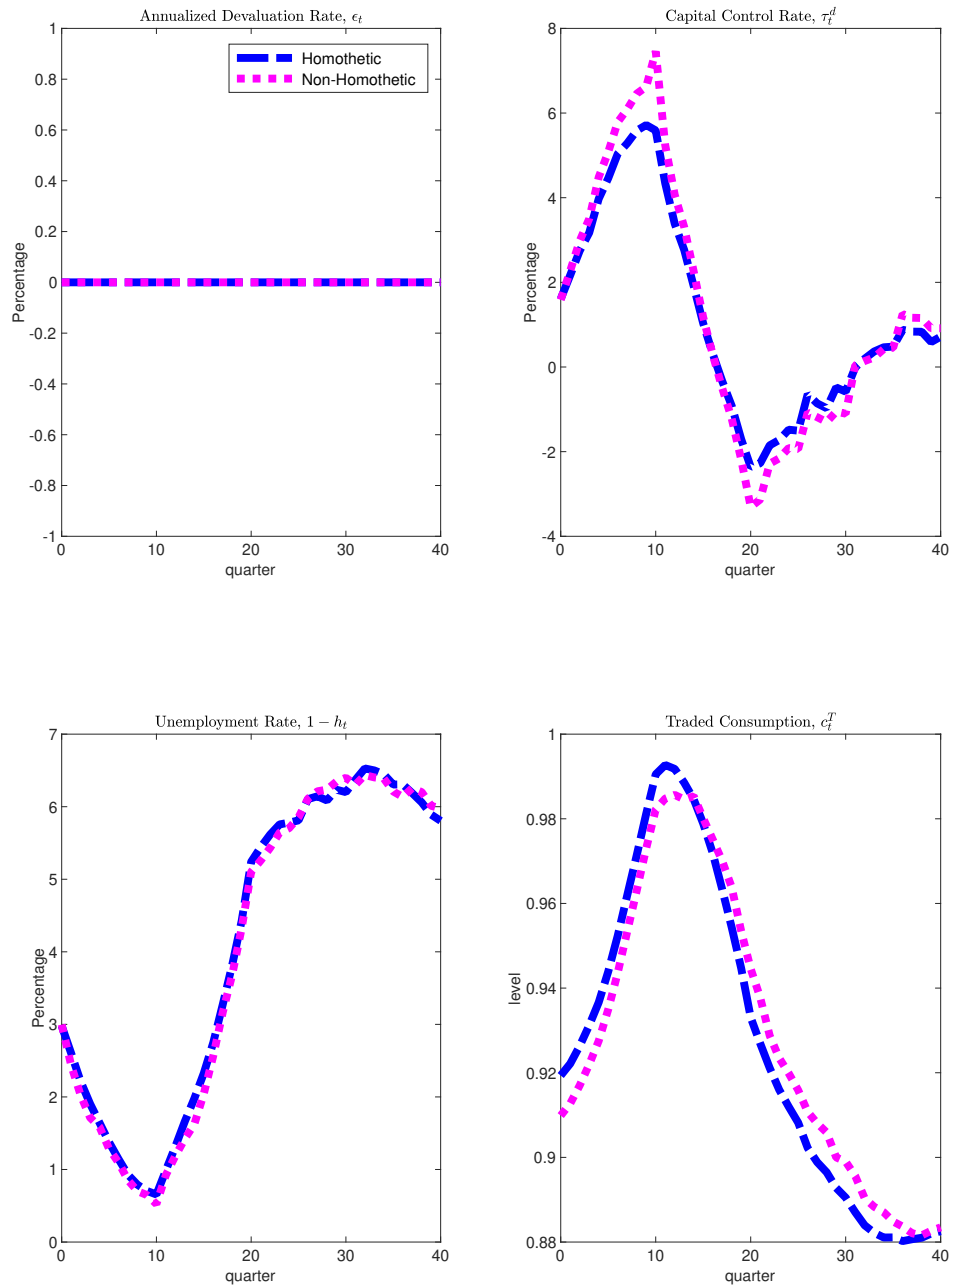 Annualized Devaluation Rate, ϵt
1
0.8
0.6
0.4
0.2
0
-0.2
-0.4
-0.6
-0.8
-1
Percentage
Homothetic
Non-Homothetic
0 10 20 30 40
quarter
Capital Control Rate, τ_t^d
8
6
4
2
0
-2
-4
Percentage
0 10 20 30 40
quarter
Unemployment Rate, 1 − h_t
7
6
5
4
3
2
1
0
Percentage
0 10 20 30 40
quarter
Traded Consumption, c_t^T
1
0.98
0.96
0.94
0.92
0.9
0.88
level
0 10 20 30 40
quarter